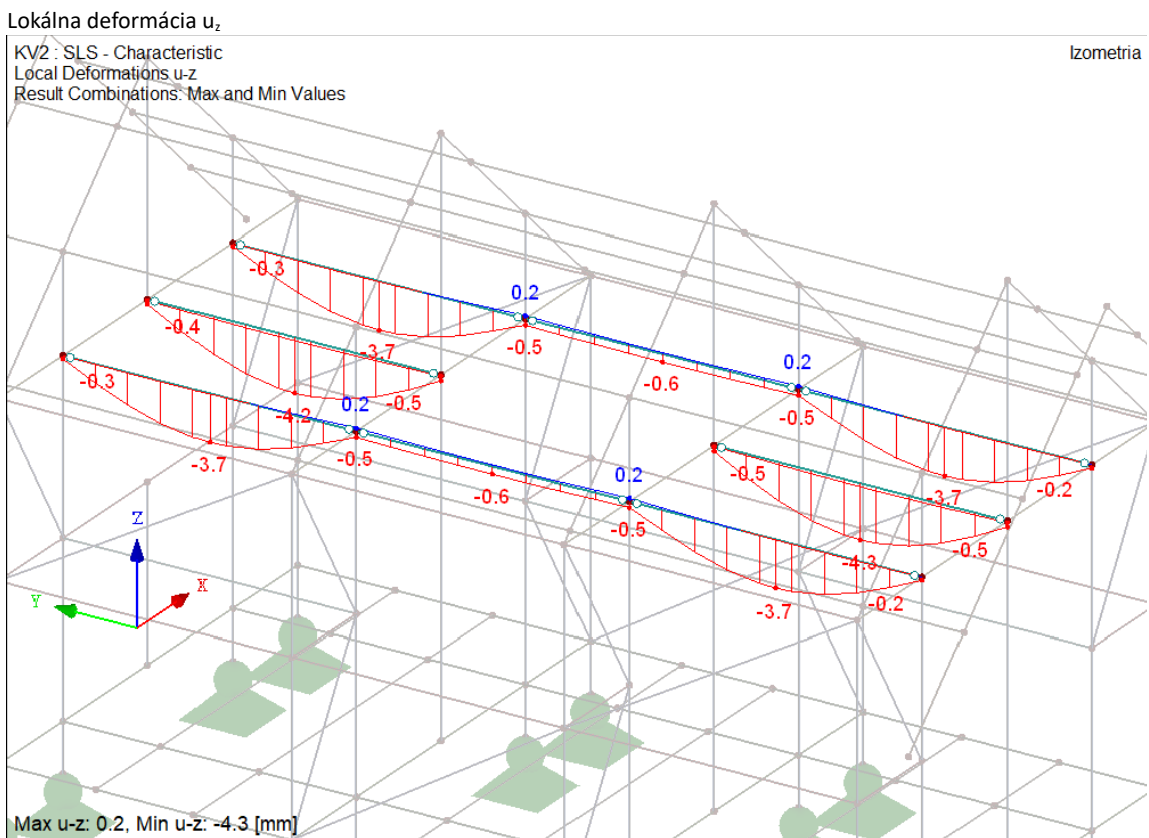 Lokálna deformácia uz
KV2 : SLS - Characteristic
Izometria
Local Deformations u-z
Result Combinations: Max and Min Values
-0.3
0.2
-0.4
-3.7
-0.5
0.2
-0.6
-0.3
-4.2
0.2
-0.5
-0.5
-3.7
-0.5
0.2
-0.5
-3.7
-0.2
-0.6
-0.5
-4.3
-0.5
-3.7
-0.2
Z
X
Y
Max u-z: 0.2, Min u-z: -4.3 [mm]